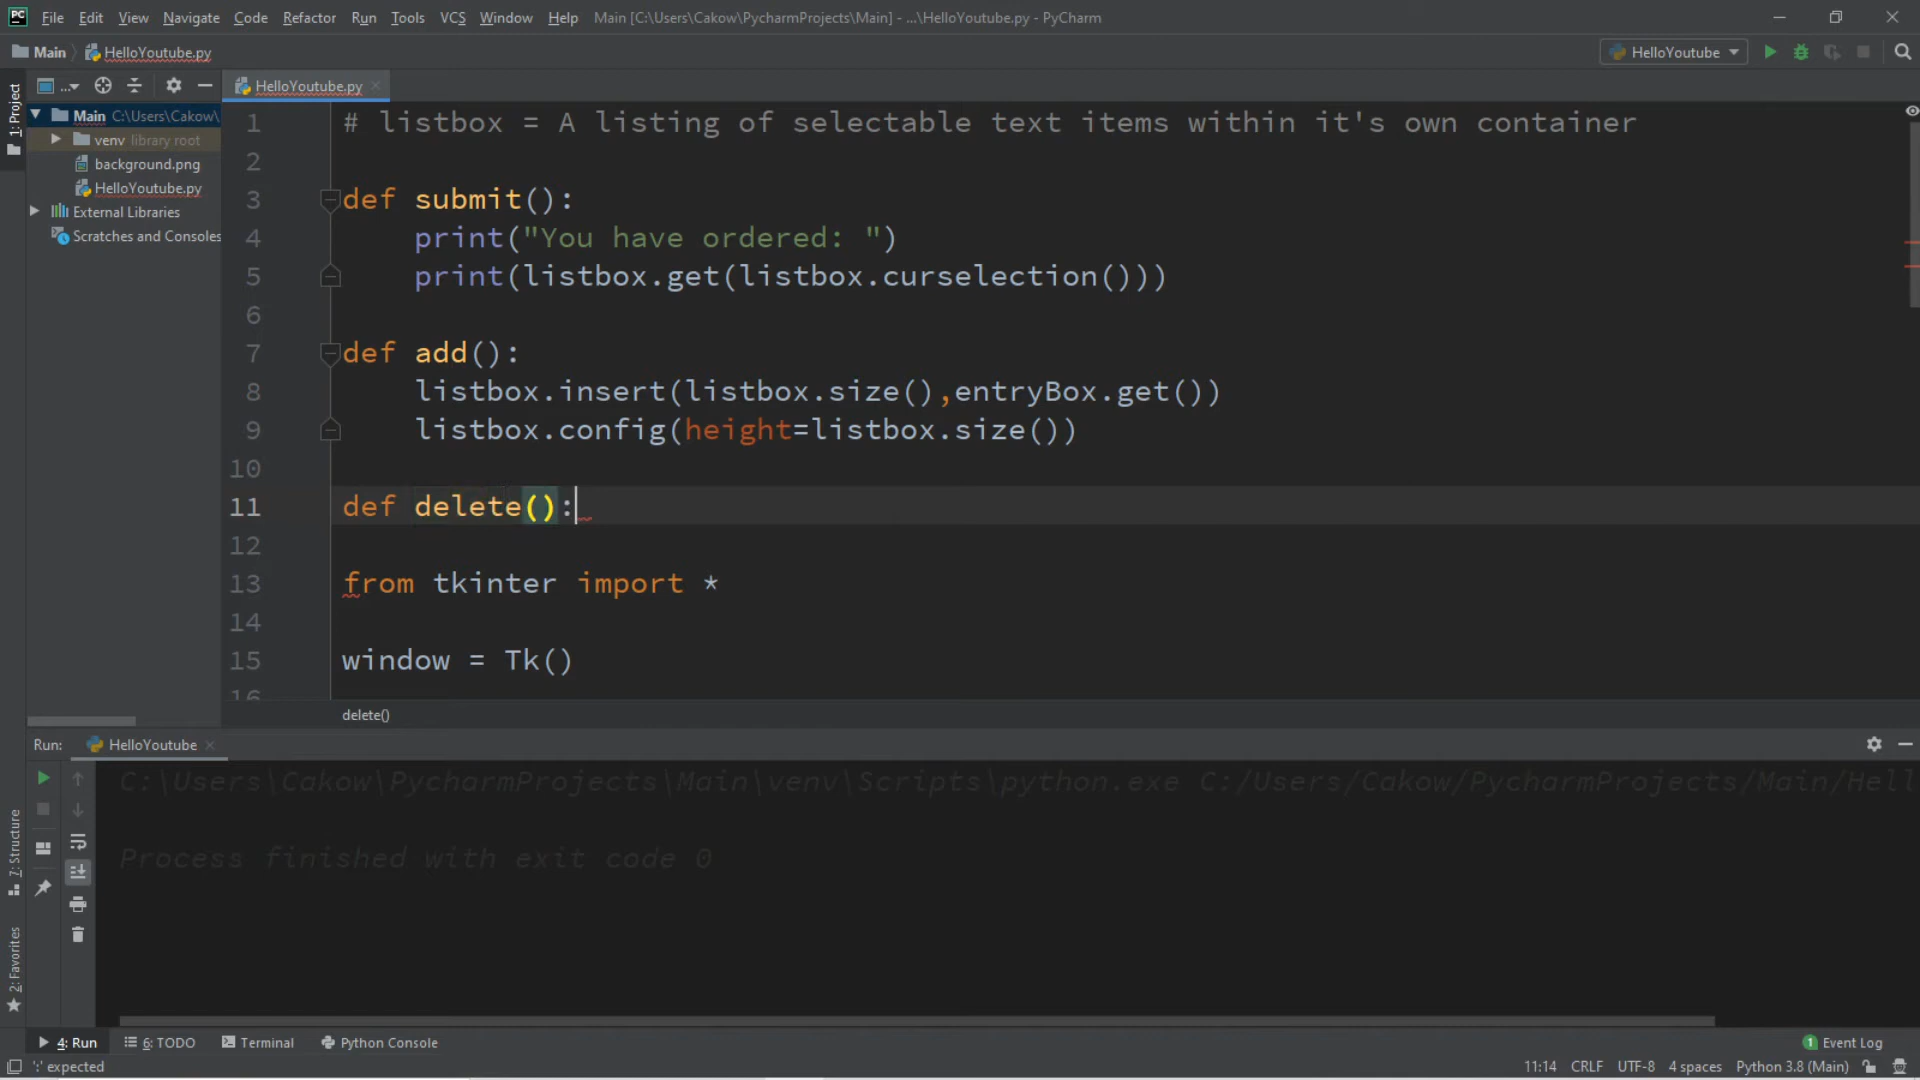 PC File Edit View Navigate Code Refactor Run Tools VCS Window Help Main [C:\Users\Cakow\PycharmProjects\Main] - ...\HelloYoutube.py - PyCharm
Main HelloYoutube.py HelloYoutube
... HelloYoutube.py
1: Project
Main C:\Users\Cakow\
venv library root
background.png
HelloYoutube.py
External Libraries
Scratches and Consoles
1 # listbox = A listing of selectable text items within it's own container
2
3 def submit():
4 print("You have ordered: ")
5 print(listbox.get(listbox.curselection()))
6
7 def add():
8 listbox.insert(listbox.size(),entryBox.get())
9 listbox.config(height=listbox.size())
10
11 def delete():
12
13 from tkinter import *
14
15 window = Tk()
16
delete()
Run: HelloYoutube
C:\Users\Cakow\PycharmProjects\Main\venv\Scripts\python.exe C:/Users/Cakow/PycharmProjects/Main/Hell
Process finished with exit code 0
7: Structure
2: Favorites
4: Run 6: TODO Terminal Python Console 1 Event Log
':' expected 11:14 CRLF UTF-8 4 spaces Python 3.8 (Main)